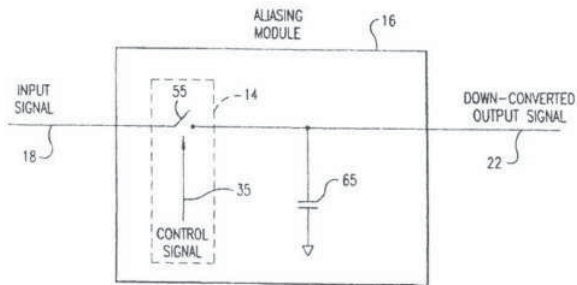 ALIASING
MODULE
16
INPUT
SIGNAL
55
14
DOWN-CONVERTED
OUTPUT SIGNAL
18
22
35
65
CONTROL
SIGNAL